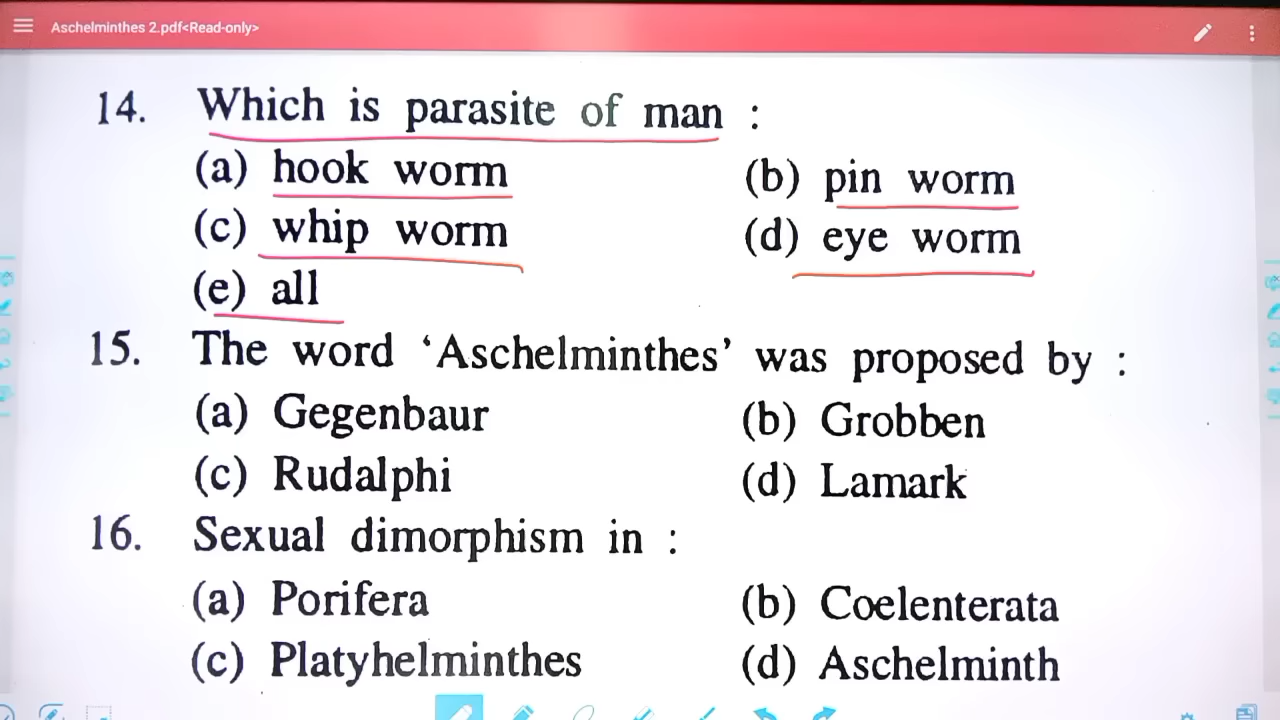 Aschelminthes 2.pdf<Read-only>
14. Which is parasite of man :
(a) hook worm (b) pin worm
(c) whip worm (d) eye worm
(e) all
15. The word ‘Aschelminthes’ was proposed by :
(a) Gegenbaur (b) Grobben
(c) Rudalphi (d) Lamark
16. Sexual dimorphism in :
(a) Porifera (b) Coelenterata
(c) Platyhelminthes (d) Aschelminth